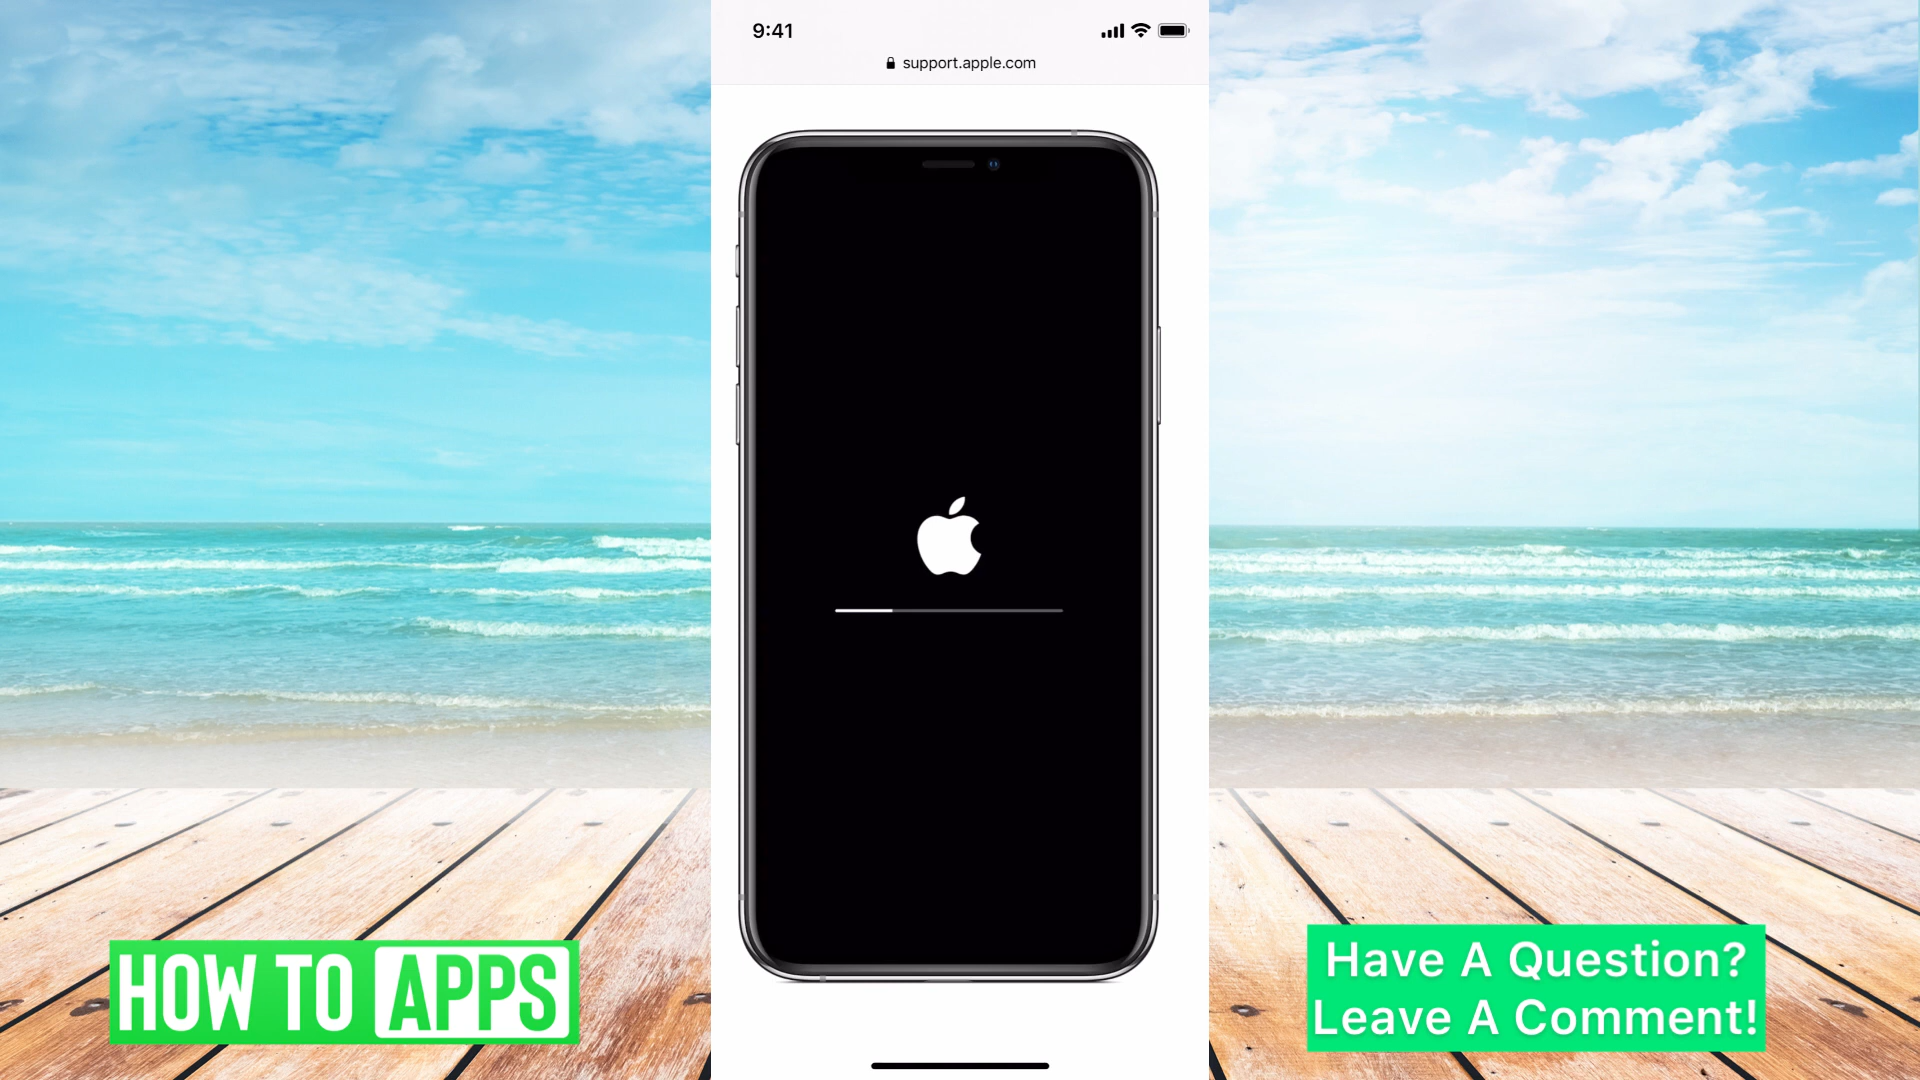 9:41
support.apple.com
HOW TO APPS
Have A Question?
Leave A Comment!